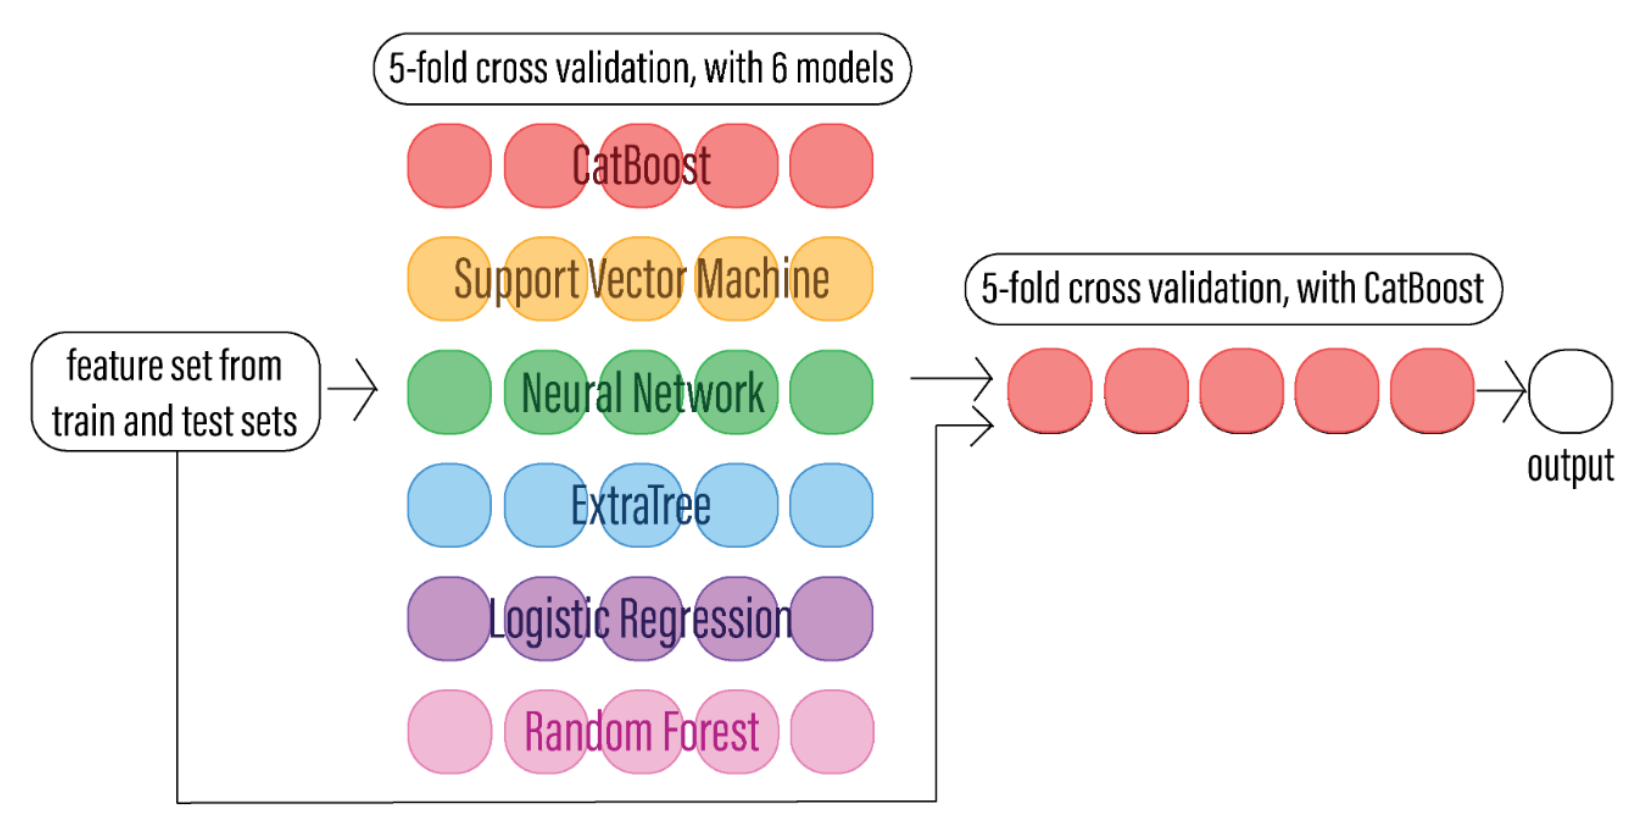 5-fold cross validation, with 6 models
CatBoost
Support Vector Machine
Neural Network
ExtraTree
Logistic Regression
Random Forest
feature set from
train and test sets
5-fold cross validation, with CatBoost
output